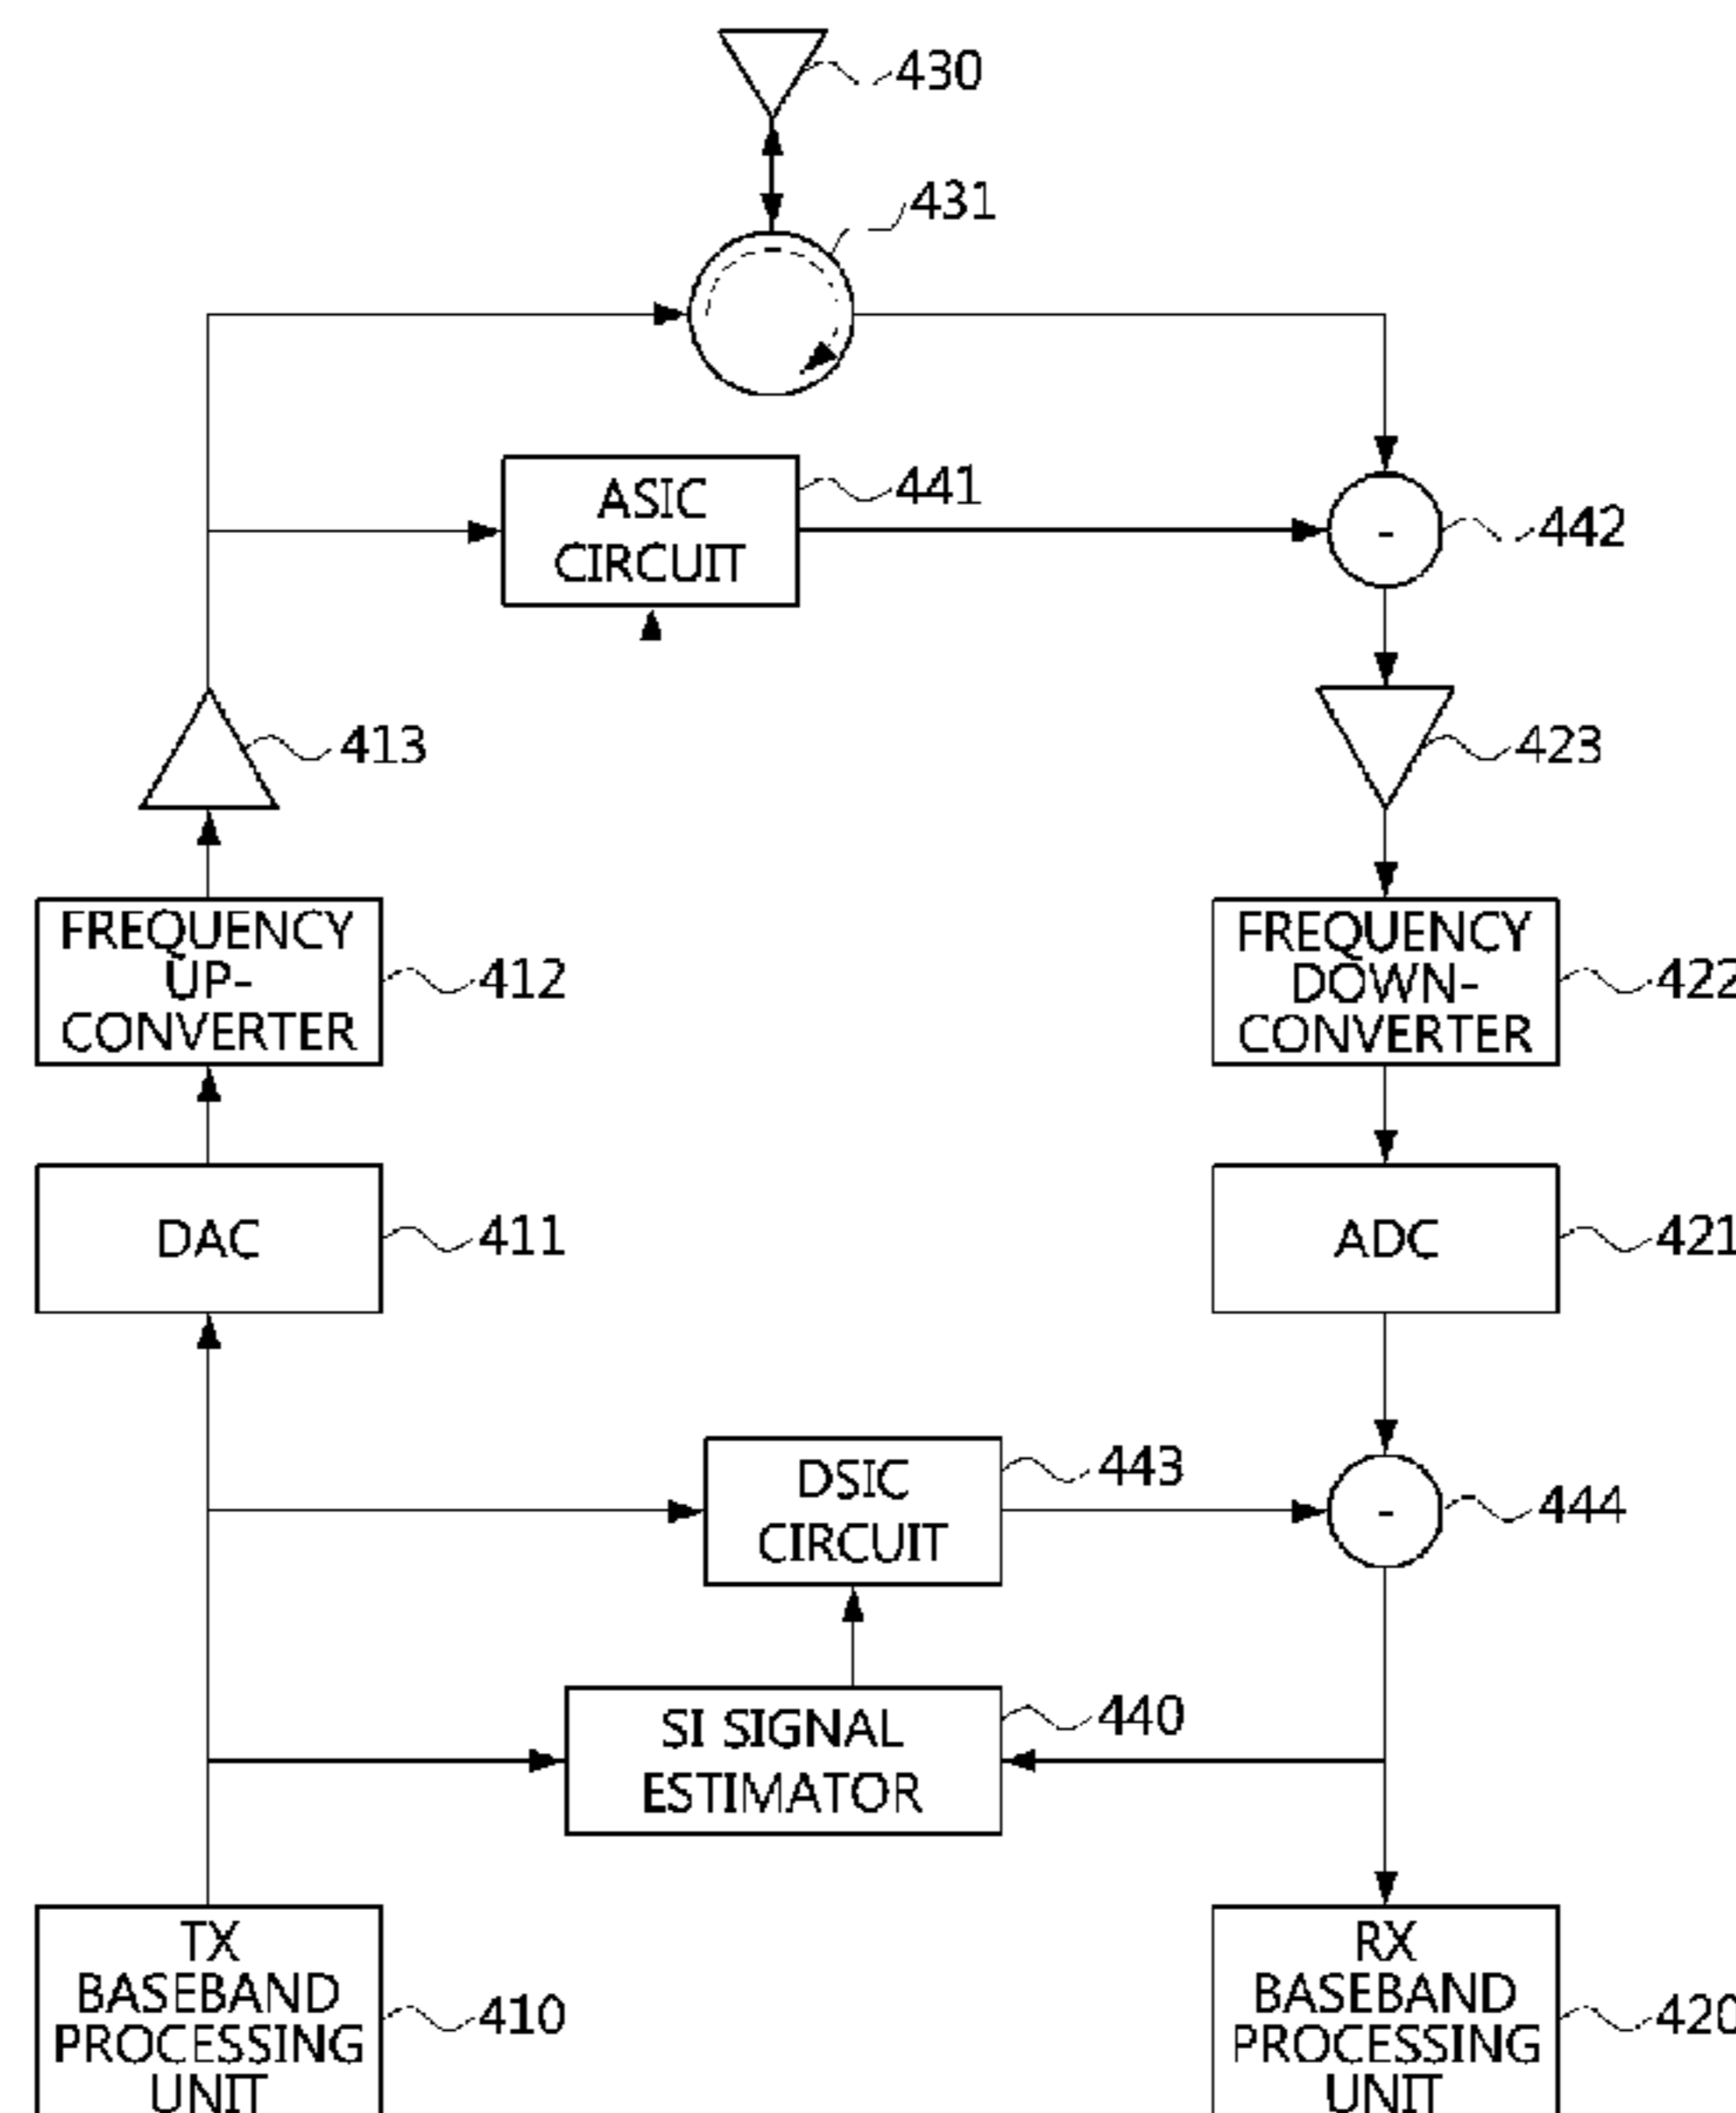 430
431
ASIC
CIRCUIT
441
-
442
413
423
FREQUENCY
UP-
CONVERTER
412
FREQUENCY
DOWN-
CONVERTER
422
DAC
411
ADC
421
DSIC
CIRCUIT
443
-
444
SI SIGNAL
ESTIMATOR
440
TX
BASEBAND
PROCESSING
UNIT
410
RX
BASEBAND
PROCESSING
UNIT
420